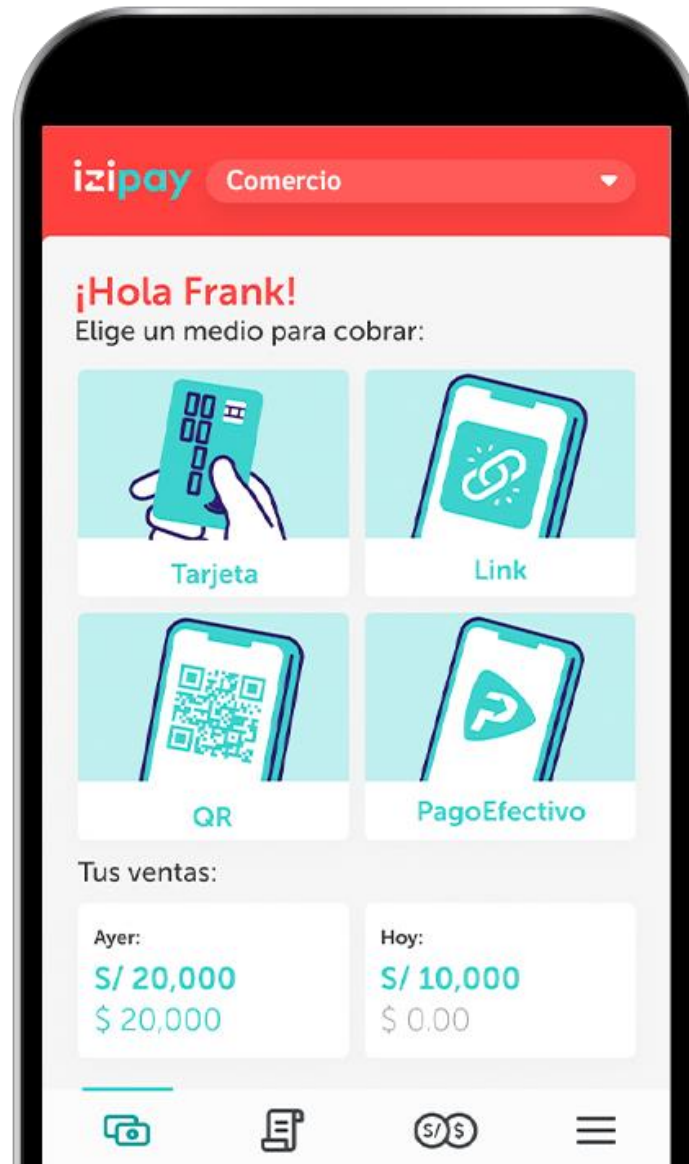 izipay Comercio
¡Hola Frank!
Elige un medio para cobrar:
Tarjeta Link
QR PagoEfectivo
Tus ventas:
Ayer: Hoy:
S/ 20,000 S/ 10,000
$ 20,000 $ 0.00
S/ $